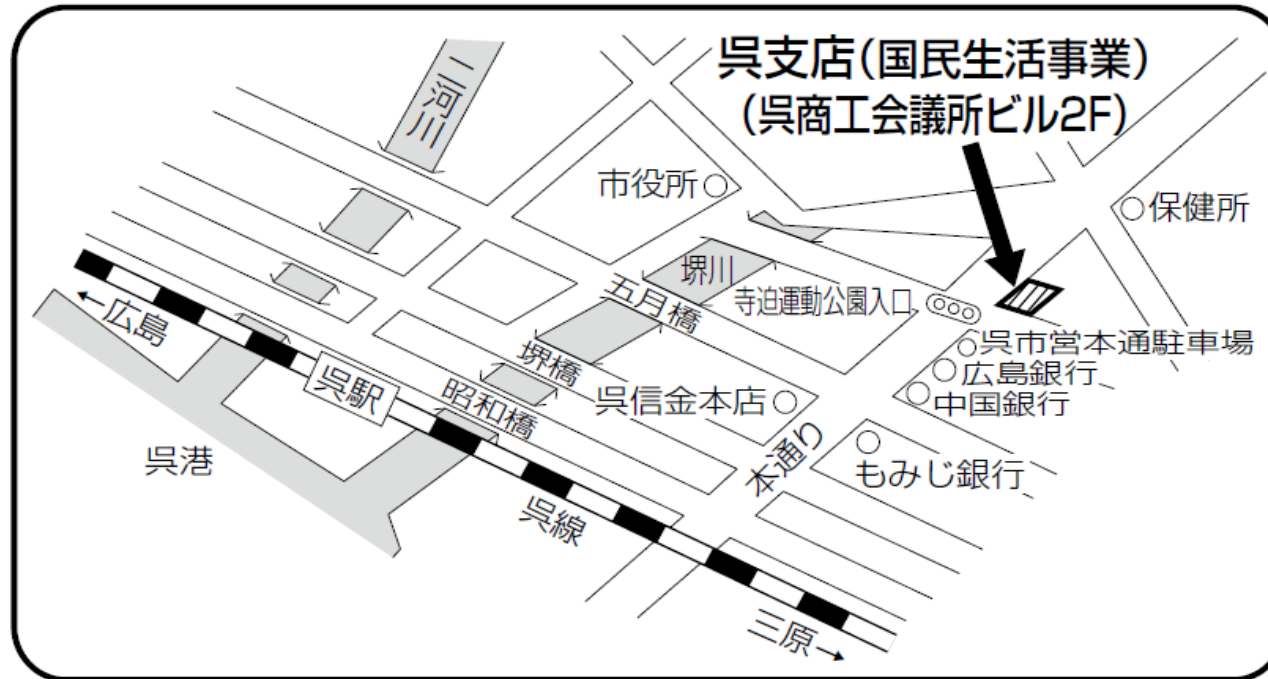 呉支店(国民生活事業)
(呉商工会議所ビル2F)
二河川
市役所
保健所
堺川
五月橋
寺迫運動公園入口
←広島
堺橋
呉市営本通駐車場
広島銀行
中国銀行
呉駅
昭和橋
呉信金本店
本通り
呉港
もみじ銀行
呉線
三原→